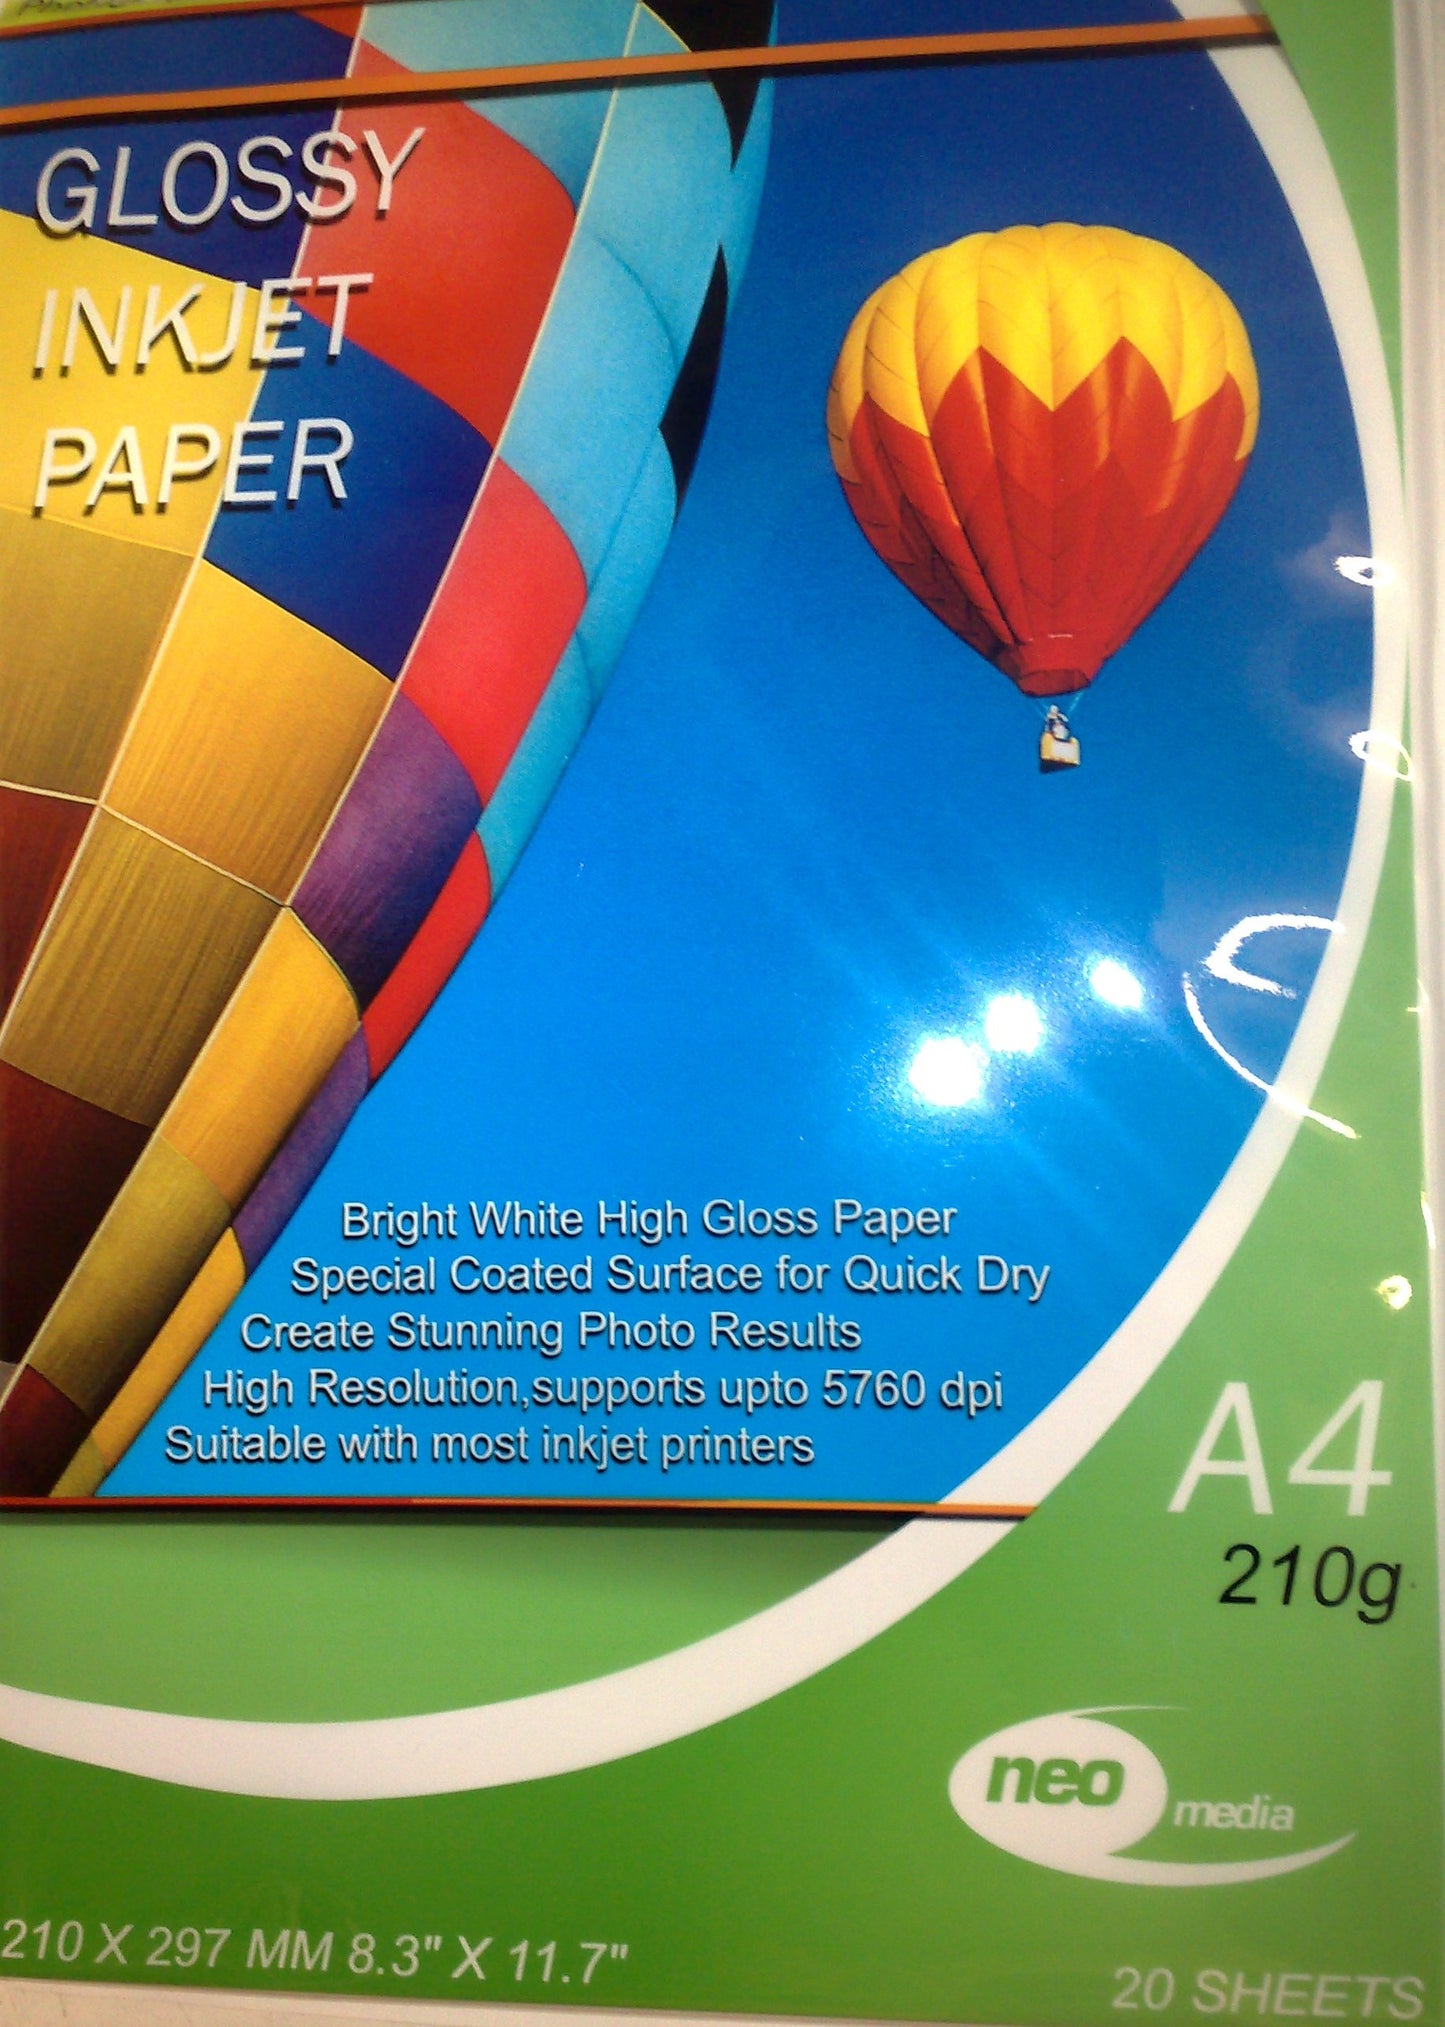 GLOSSY
INKJET
PAPER
Bright White High Gloss Paper
Special Coated Surface for Quick Dry
Create Stunning Photo Results
High Resolution,supports upto 5760 dpi
Suitable with most inkjet printers
A4
210g
neo media
210 X 297 MM 8.3" X 11.7"
20 SHEETS